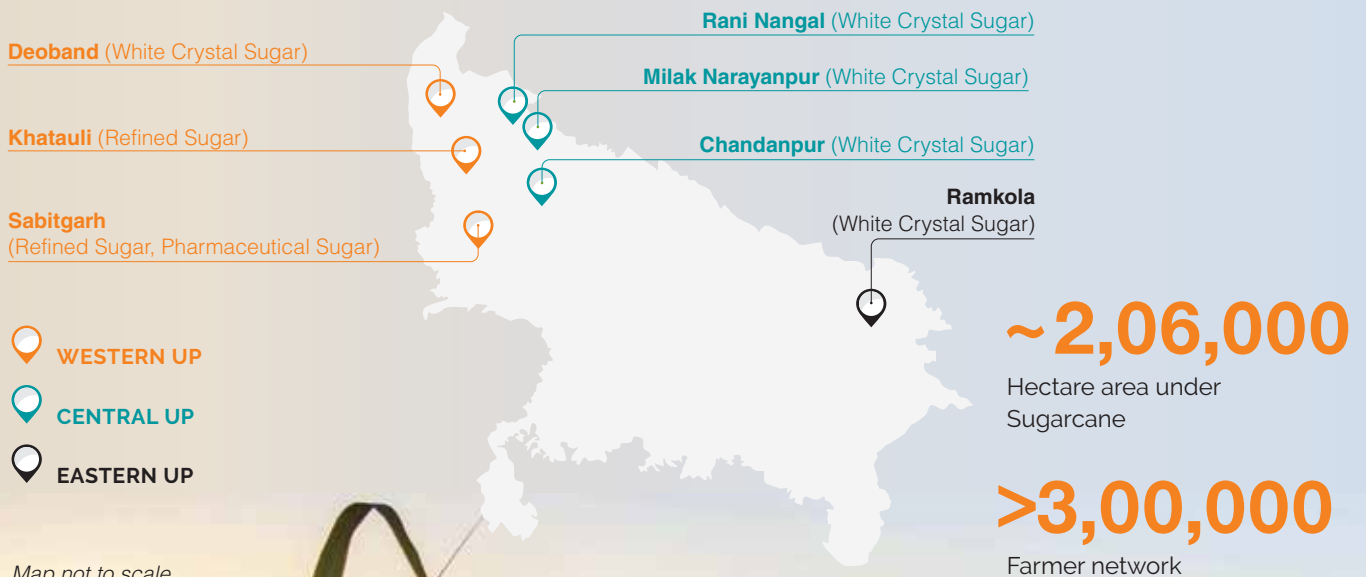 Deoband (White Crystal Sugar)
Khatauli (Refined Sugar)
Sabitgarh
(Refined Sugar, Pharmaceutical Sugar)
Rani Nangal (White Crystal Sugar)
Milak Narayanpur (White Crystal Sugar)
Chandanpur (White Crystal Sugar)
Ramkola
(White Crystal Sugar)
WESTERN UP
CENTRAL UP
EASTERN UP
~2,06,000
Hectare area under
Sugarcane
>3,00,000
Farmer network
Map not to scale